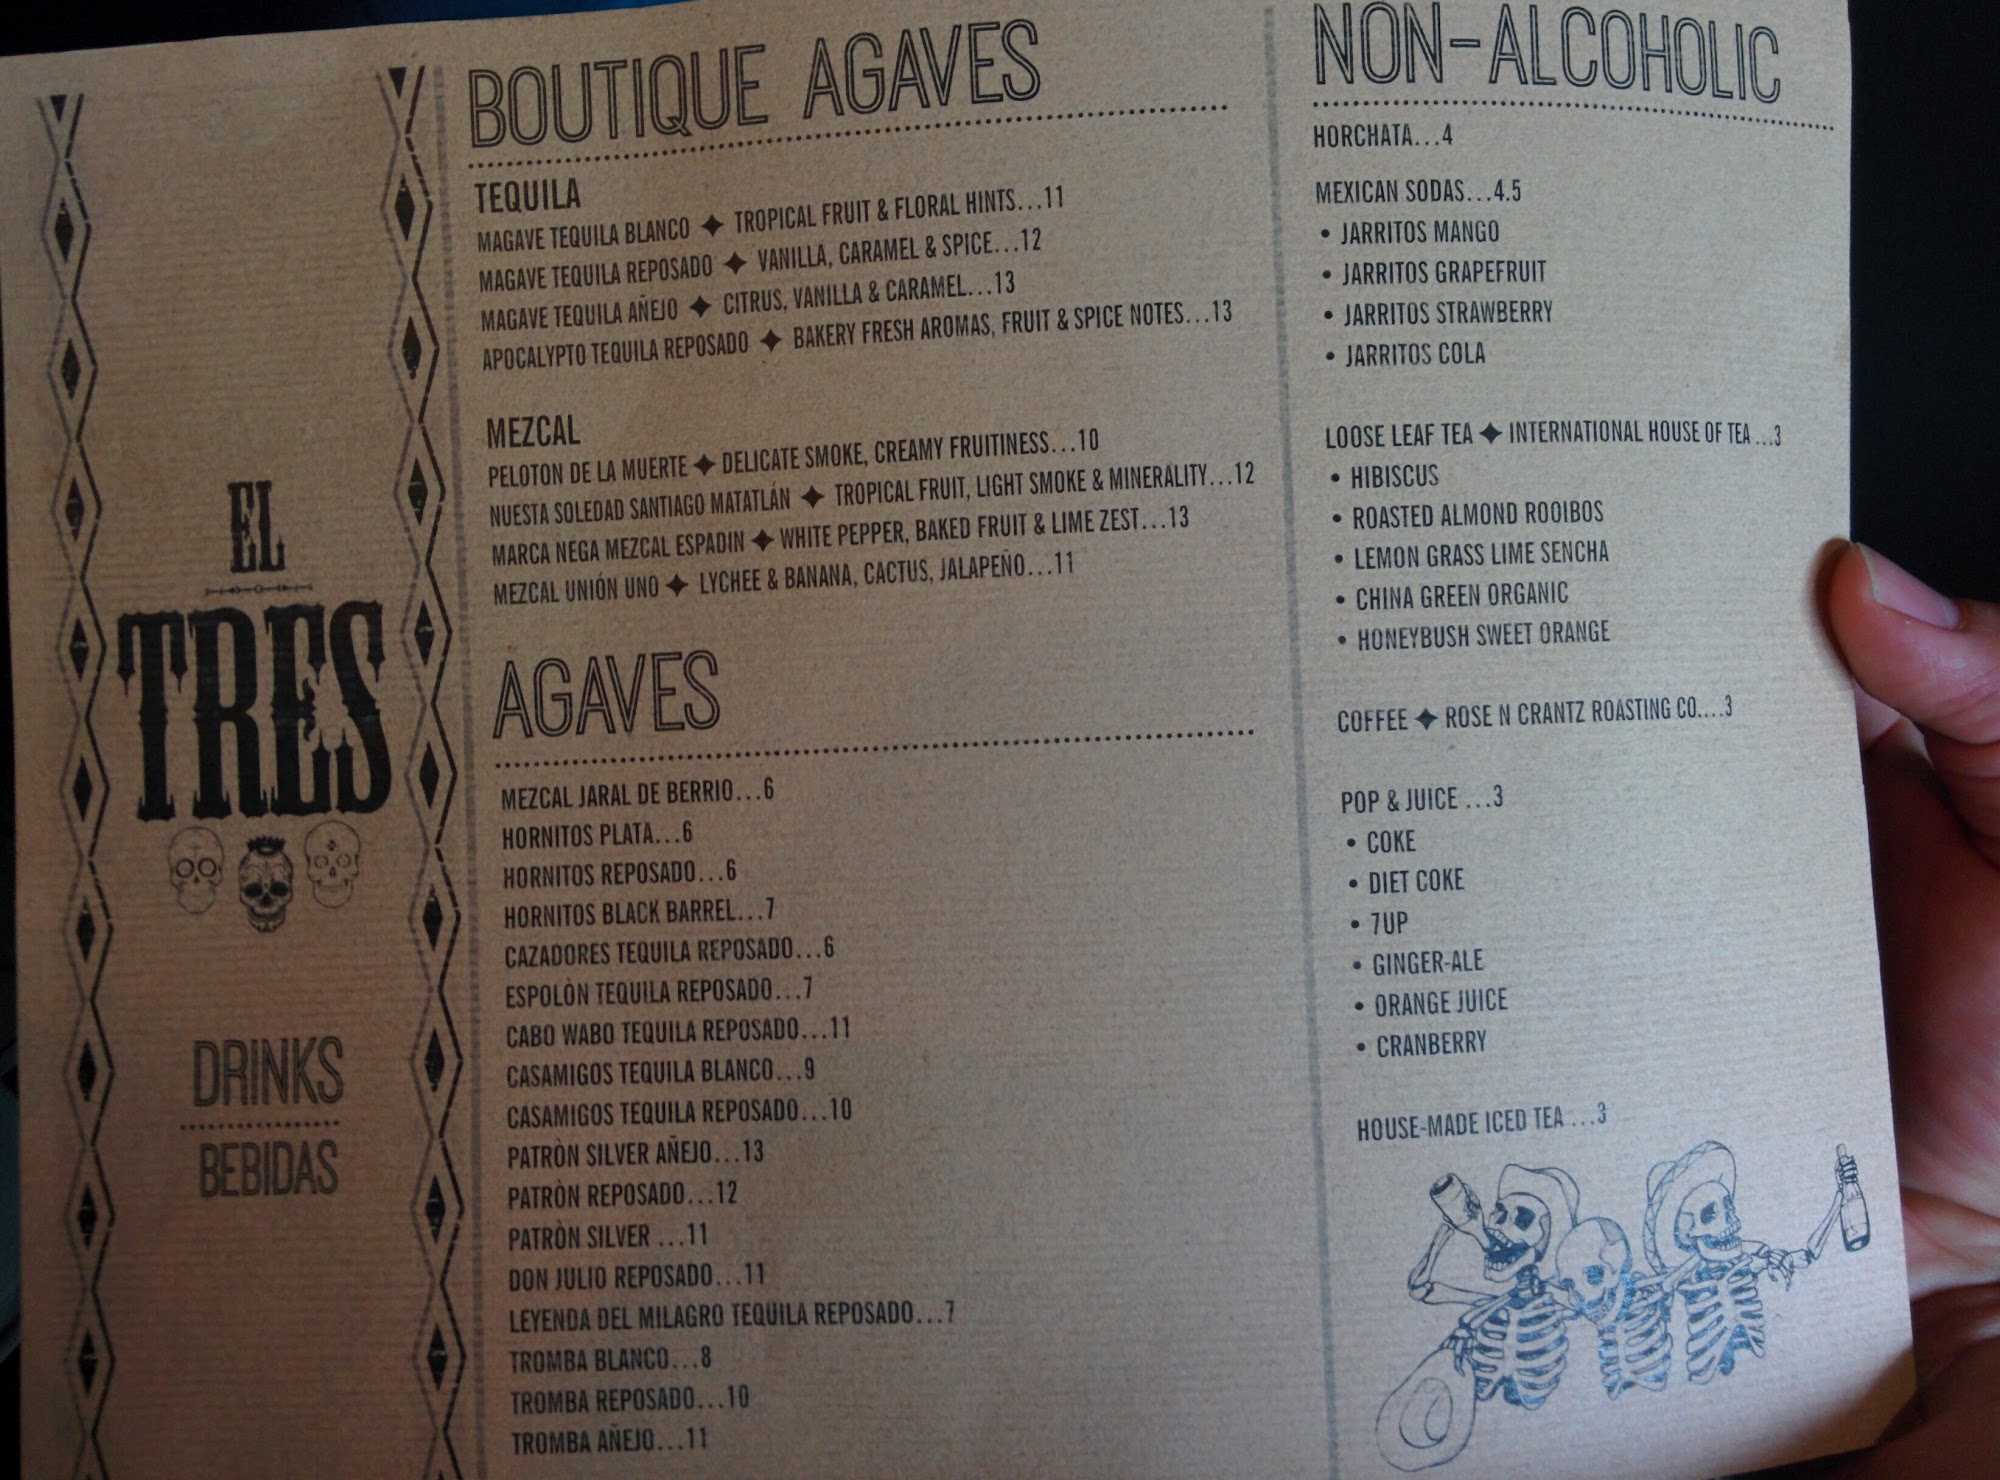 EL
TRES
DRINKS
BEBIDAS
BOUTIQUE AGAVES
TEQUILA
MAGAVE TEQUILA BLANCO ✦ TROPICAL FRUIT & FLORAL HINTS...11
MAGAVE TEQUILA REPOSADO ✦ VANILLA, CARAMEL & SPICE...12
MAGAVE TEQUILA AÑEJO ✦ CITRUS, VANILLA & CARAMEL...13
APOCALYPTO TEQUILA REPOSADO ✦ BAKERY FRESH AROMAS, FRUIT & SPICE NOTES...13
MEZCAL
PELOTON DE LA MUERTE ✦ DELICATE SMOKE, CREAMY FRUITINESS...10
NUESTA SOLEDAD SANTIAGO MATATLÁN ✦ TROPICAL FRUIT, LIGHT SMOKE & MINERALITY...12
MARCA NEGA MEZCAL ESPADIN ✦ WHITE PEPPER, BAKED FRUIT & LIME ZEST...13
MEZCAL UNIÓN UNO ✦ LYCHEE & BANANA, CACTUS, JALAPEÑO...11
AGAVES
MEZCAL JARAL DE BERRIO...6
HORNITOS PLATA...6
HORNITOS REPOSADO...6
HORNITOS BLACK BARREL...7
CAZADORES TEQUILA REPOSADO...6
ESPOLÒN TEQUILA REPOSADO...7
CABO WABO TEQUILA REPOSADO...11
CASAMIGOS TEQUILA BLANCO...9
CASAMIGOS TEQUILA REPOSADO...10
PATRÒN SILVER AÑEJO...13
PATRÒN REPOSADO...12
PATRÒN SILVER ...11
DON JULIO REPOSADO...11
LEYENDA DEL MILAGRO TEQUILA REPOSADO...7
TROMBA BLANCO...8
TROMBA REPOSADO...10
TROMBA AÑEJO...11
NON-ALCOHOLIC
HORCHATA...4
MEXICAN SODAS...4.5
• JARRITOS MANGO
• JARRITOS GRAPEFRUIT
• JARRITOS STRAWBERRY
• JARRITOS COLA
LOOSE LEAF TEA ✦ INTERNATIONAL HOUSE OF TEA ...3
• HIBISCUS
• ROASTED ALMOND ROOIBOS
• LEMON GRASS LIME SENCHA
• CHINA GREEN ORGANIC
• HONEYBUSH SWEET ORANGE
COFFEE ✦ ROSE N CRANTZ ROASTING CO....3
POP & JUICE ...3
• COKE
• DIET COKE
• 7UP
• GINGER-ALE
• ORANGE JUICE
• CRANBERRY
HOUSE-MADE ICED TEA ...3